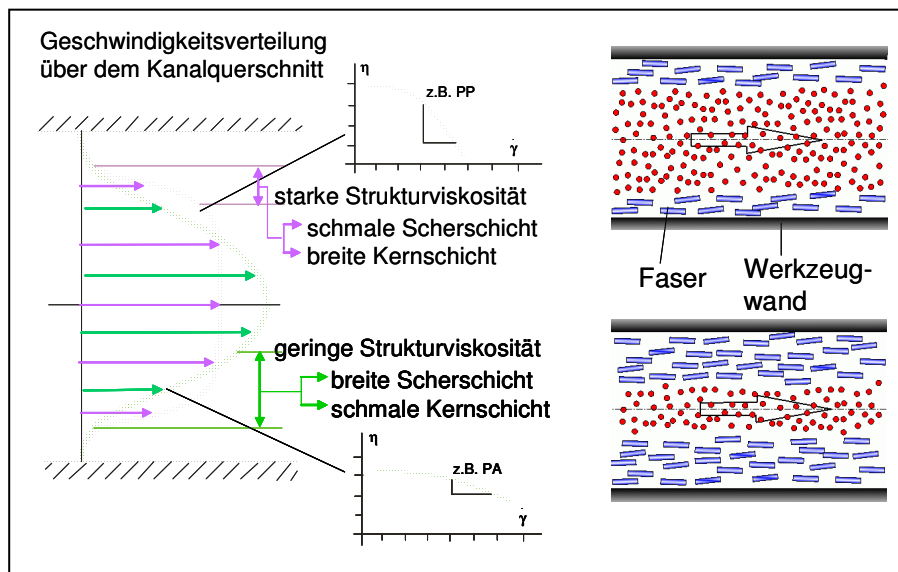 Geschwindigkeitsverteilung
über dem Kanalquerschnitt
η
z.B. PP
γ̇
starke Strukturviskosität
schmale Scherschicht
breite Kernschicht
geringe Strukturviskosität
breite Scherschicht
schmale Kernschicht
η
z.B. PA
γ̇
Faser
Werkzeug-
wand